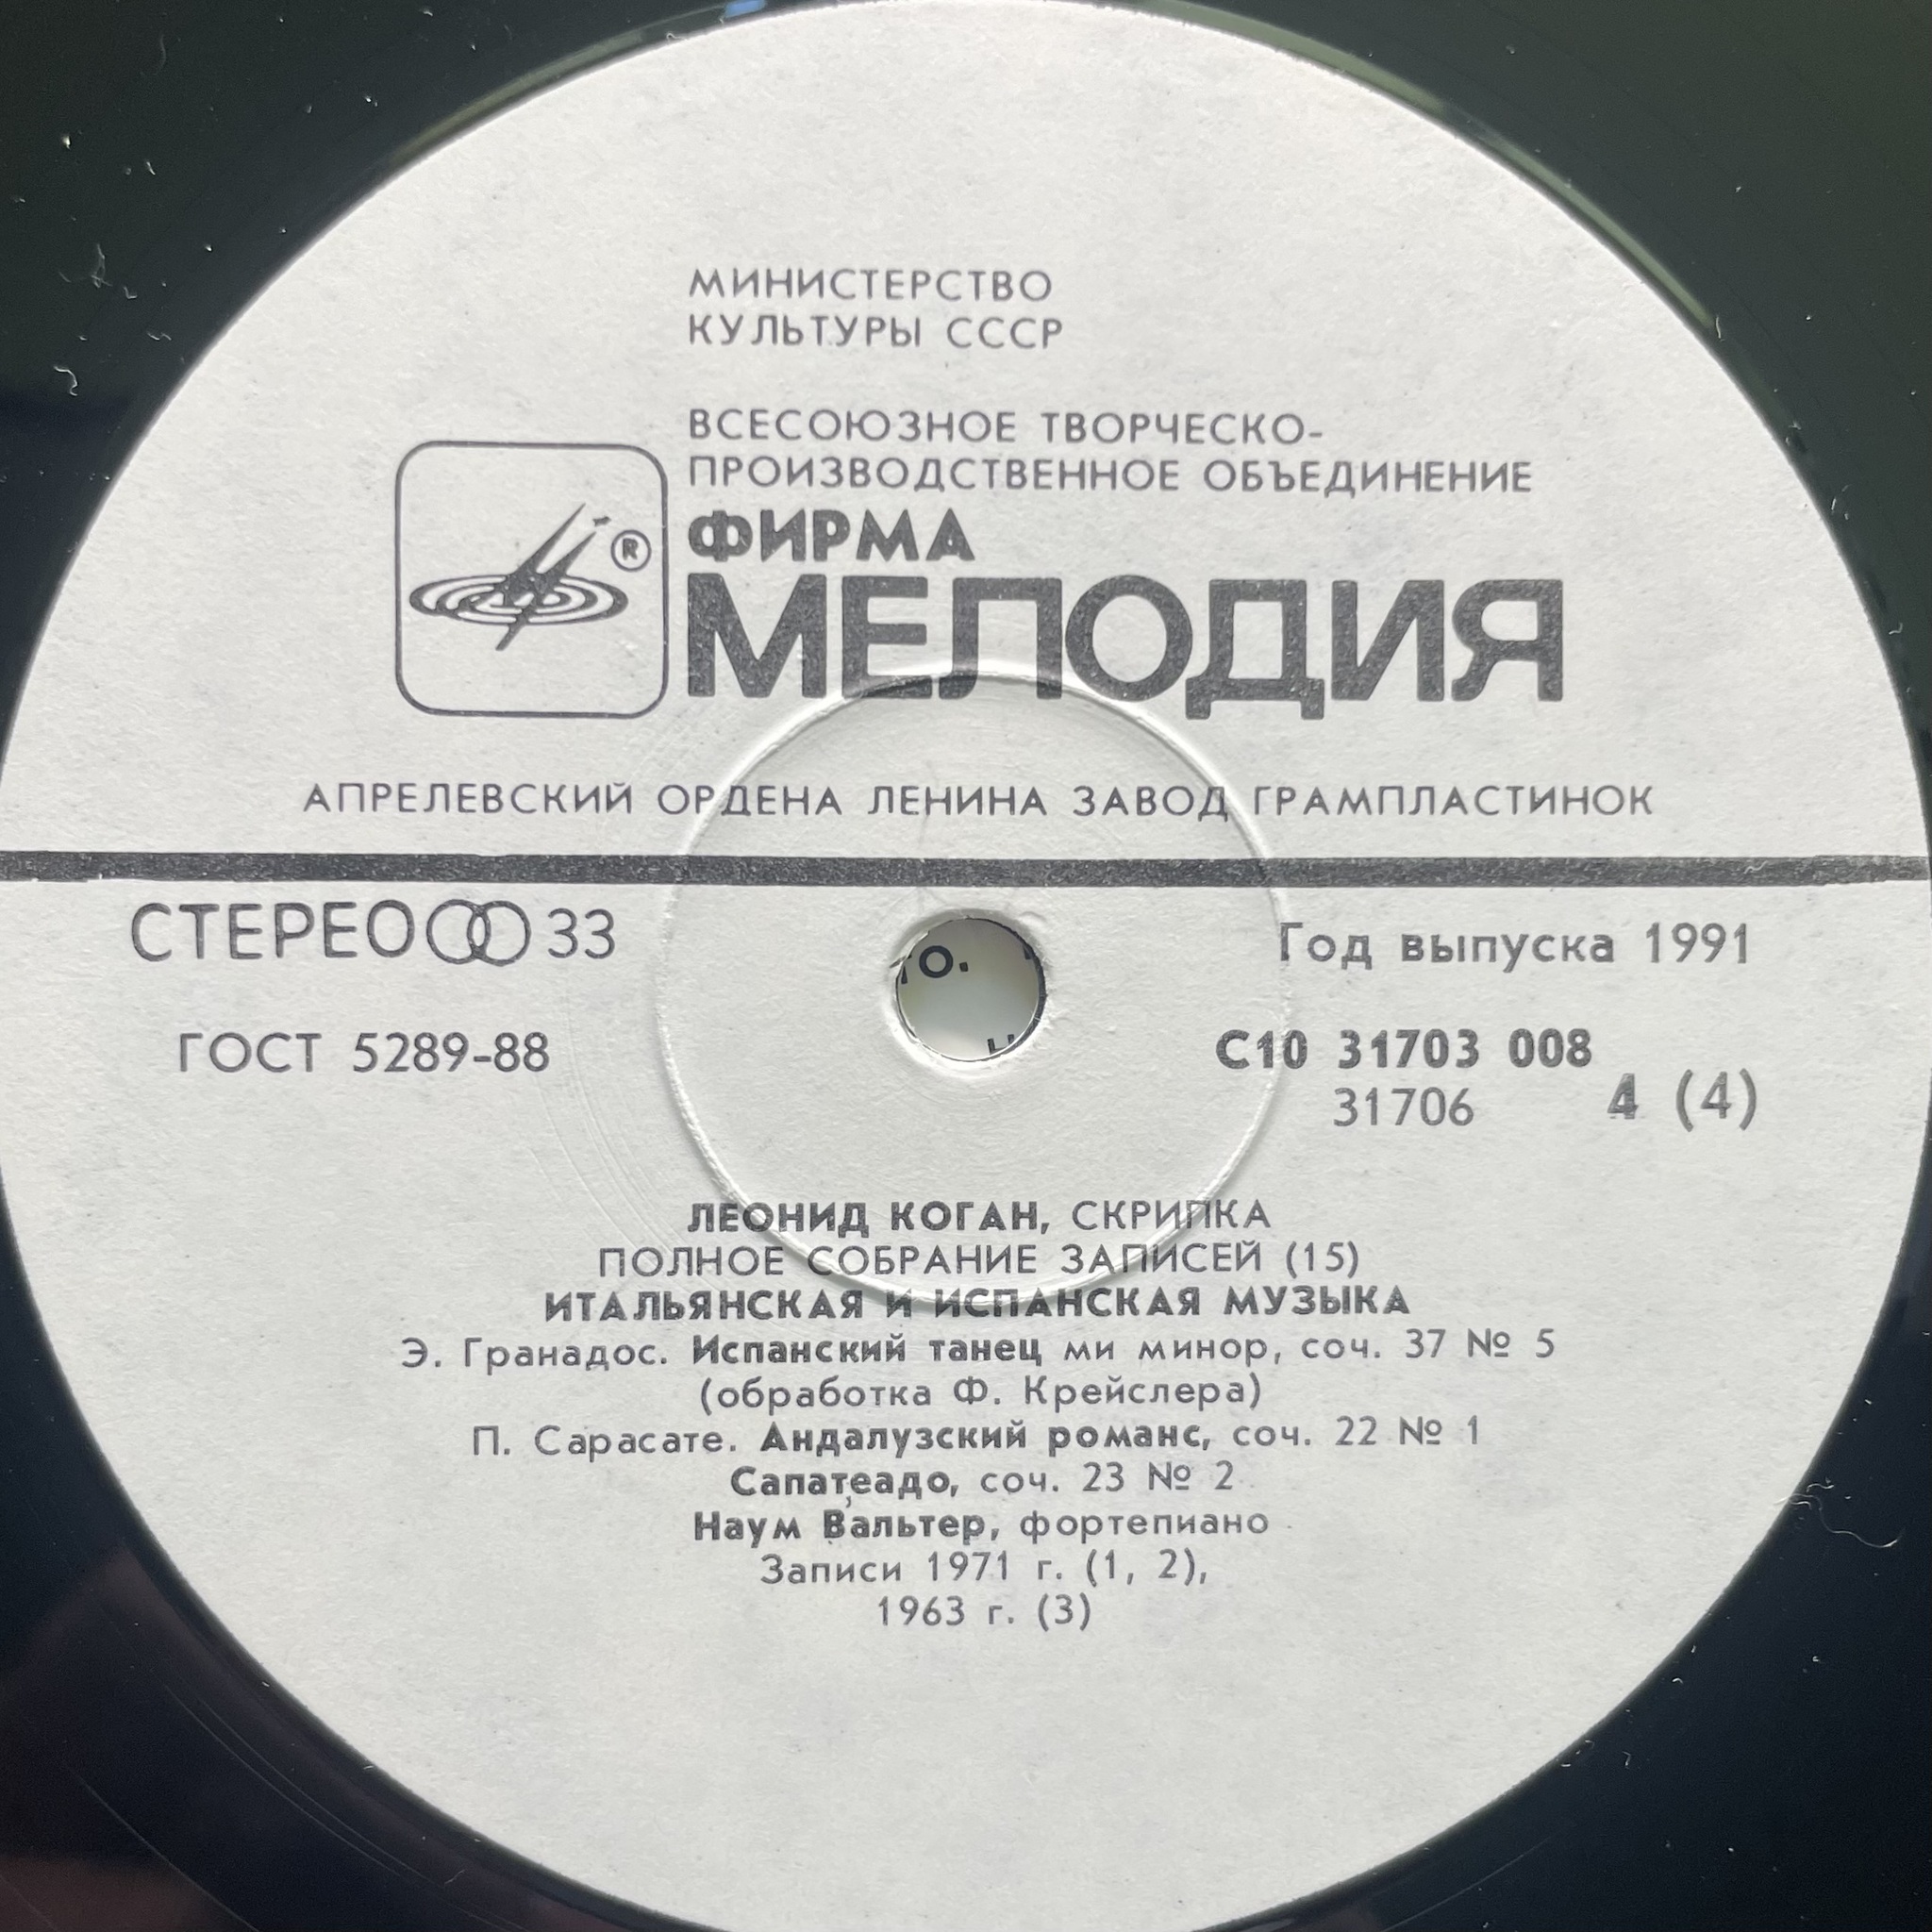 МИНИСТЕРСТВО
КУЛЬТУРЫ СССР
ВСЕСОЮЗНОЕ ТВОРЧЕСКО-
ПРОИЗВОДСТВЕННОЕ ОБЪЕДИНЕНИЕ
ФИРМА
®
МЕЛОДИЯ
АПРЕЛЕВСКИЙ ОРДЕНА ЛЕНИНА ЗАВОД ГРАМПЛАСТИНОК
СТЕРЕО 33
Год выпуска 1991
ГОСТ 5289-88
С10 31703 008
31706 4 (4)
ЛЕОНИД КОГАН, СКРИПКА
ПОЛНОЕ СОБРАНИЕ ЗАПИСЕЙ (15)
ИТАЛЬЯНСКАЯ И ИСПАНСКАЯ МУЗЫКА
Э. Гранадос. Испанский танец ми минор, соч. 37 № 5
(обработка Ф. Крейслера)
П. Сарасате. Андалузский романс, соч. 22 № 1
Сапатеадо, соч. 23 № 2
Наум Вальтер, фортепиано
Записи 1971 г. (1, 2),
1963 г. (3)